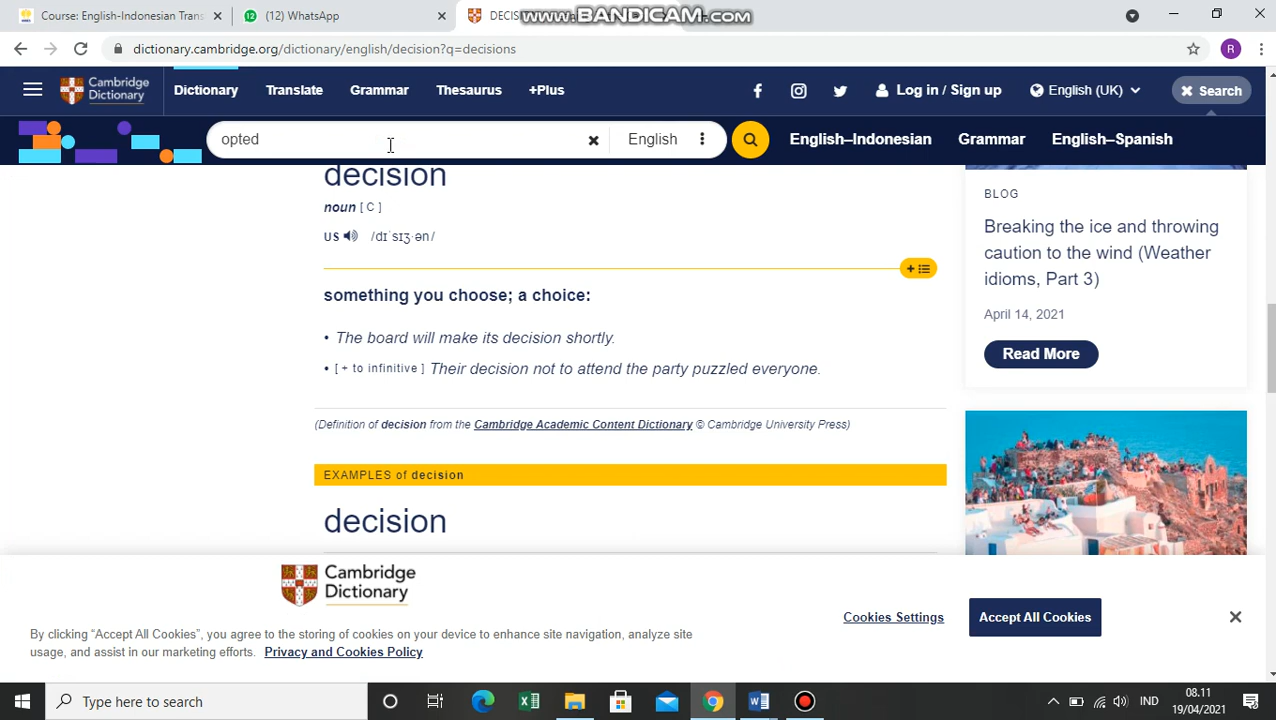 Course: English-Indonesian Trans
(12) WhatsApp
DECIS
WWW.BANDICAM.COM
dictionary.cambridge.org/dictionary/english/decision?q=decisions
R
Cambridge
Dictionary
Dictionary
Translate
Grammar
Thesaurus
+Plus
Log in / Sign up
English (UK)
Search
opted
English
English–Indonesian
Grammar
English–Spanish
decision
noun [ C ]
US /dɪˈsɪʒ·ən/
something you choose; a choice:
• The board will make its decision shortly.
• [ + to infinitive ] Their decision not to attend the party puzzled everyone.
(Definition of decision from the Cambridge Academic Content Dictionary © Cambridge University Press)
EXAMPLES of decision
decision
BLOG
Breaking the ice and throwing
caution to the wind (Weather
idioms, Part 3)
April 14, 2021
Read More
Cambridge
Dictionary
By clicking “Accept All Cookies”, you agree to the storing of cookies on your device to enhance site navigation, analyze site
usage, and assist in our marketing efforts. Privacy and Cookies Policy
Cookies Settings
Accept All Cookies
Type here to search
IND
08.11
19/04/2021